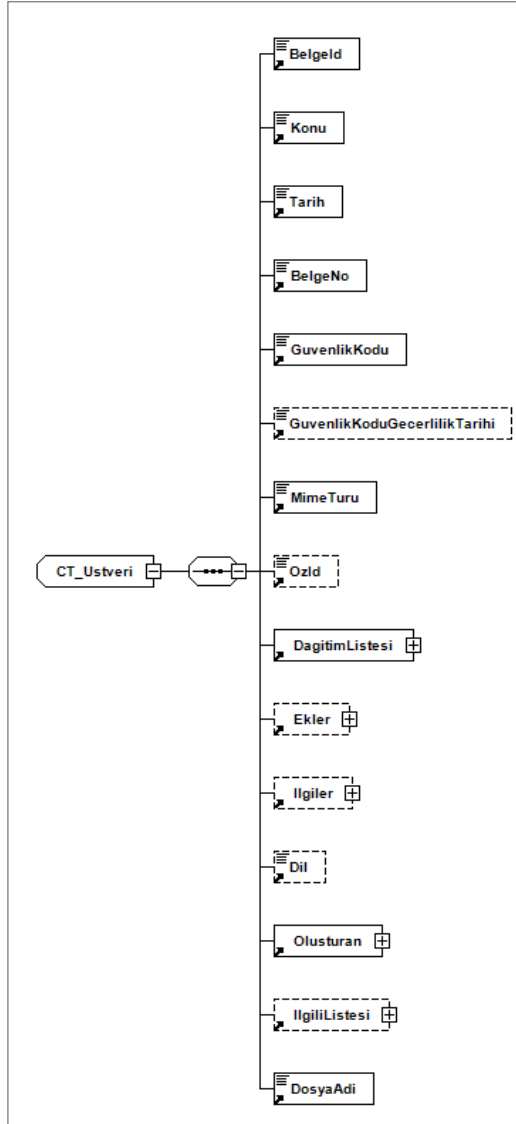 BelgeId
Konu
Tarih
BelgeNo
GuvenlikKodu
GuvenlikKoduGecerlilikTarihi
MimeTuru
CT_Ustveri
OzId
DagitimListesi
Ekler
Ilgiler
Dil
Olusturan
IlgiliListesi
DosyaAdi